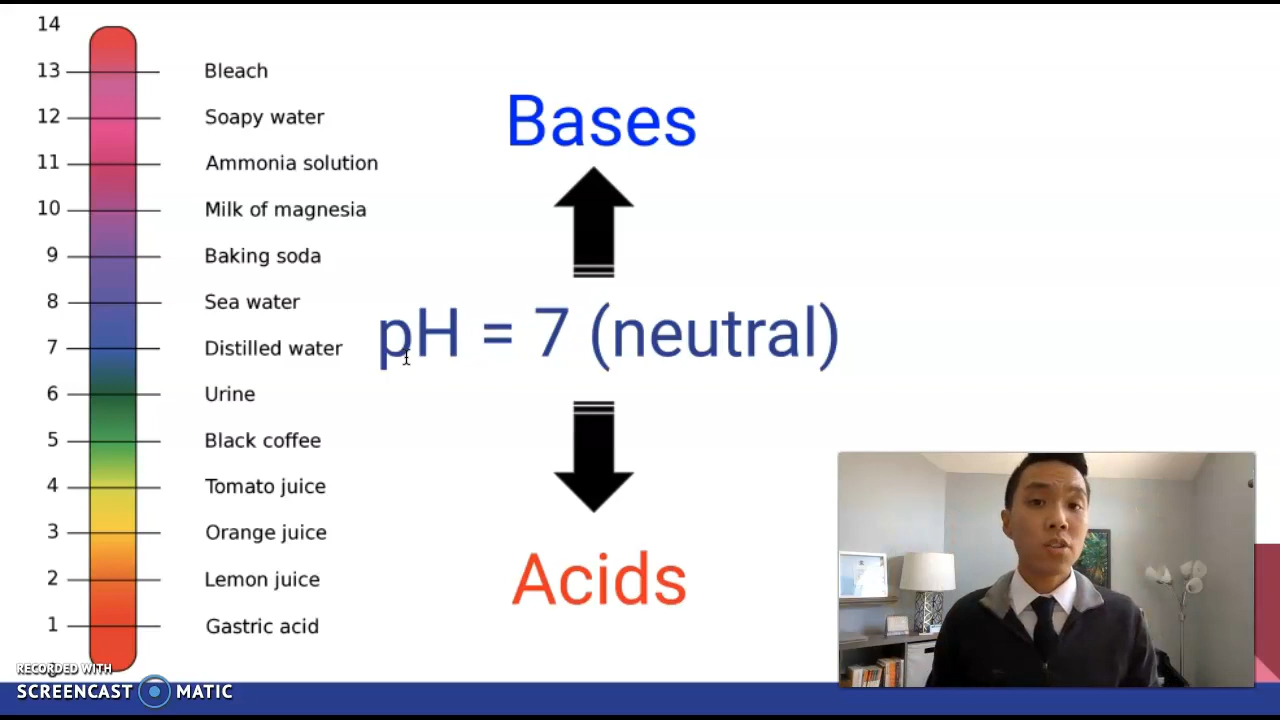 14
13 Bleach
12 Soapy water
11 Ammonia solution
10 Milk of magnesia
9 Baking soda
8 Sea water
7 Distilled water
6 Urine
5 Black coffee
4 Tomato juice
3 Orange juice
2 Lemon juice
1 Gastric acid
Bases
pH = 7 (neutral)
Acids
RECORDED WITH
SCREENCAST MATIC